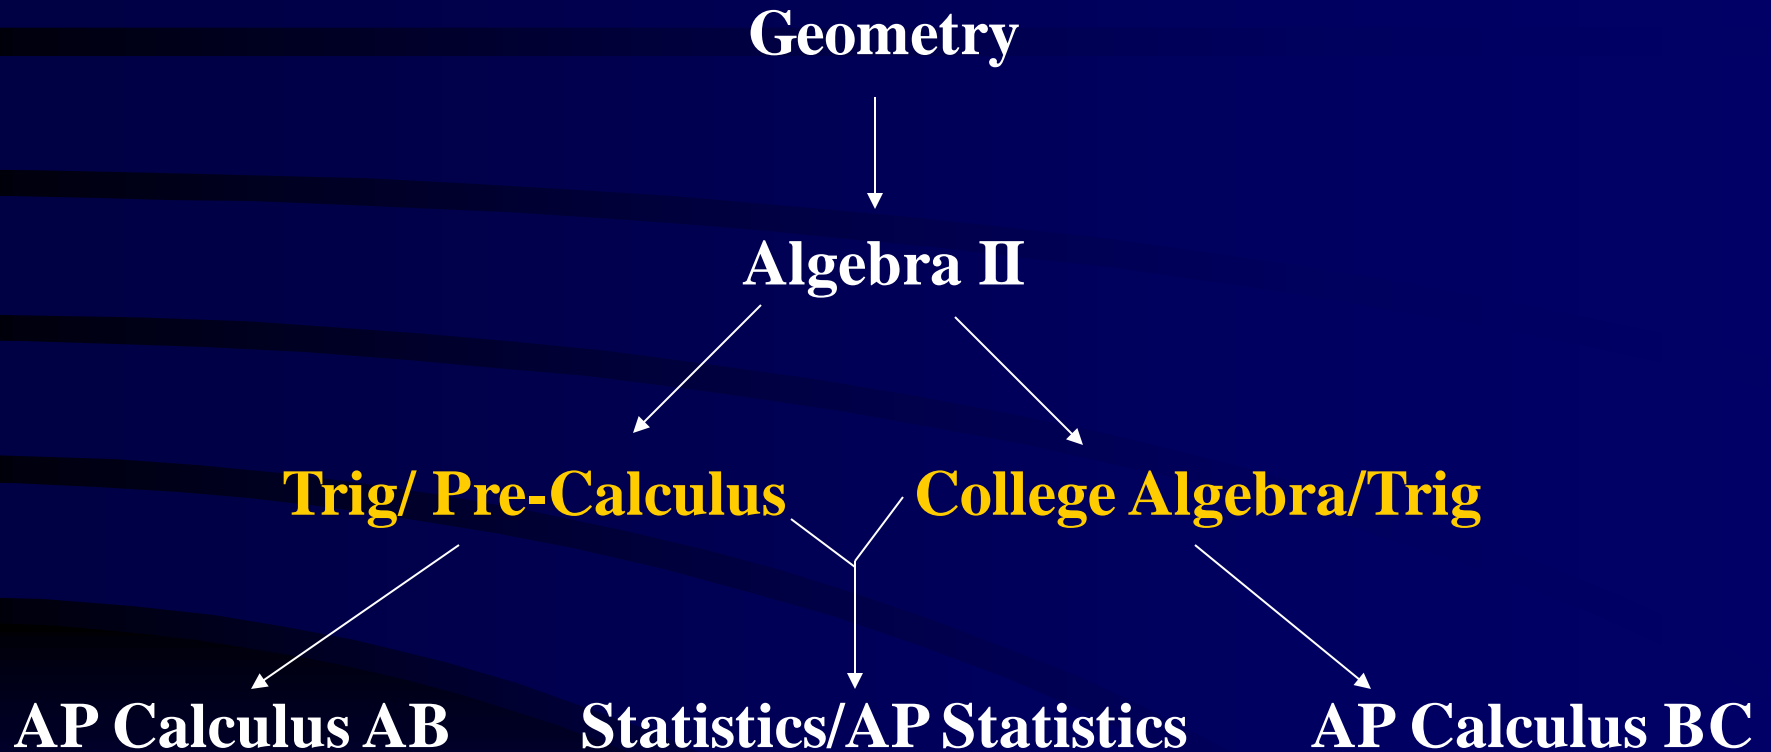 Geometry
Algebra II
Trig/ Pre-Calculus
College Algebra/Trig
AP Calculus AB
Statistics/AP Statistics
AP Calculus BC